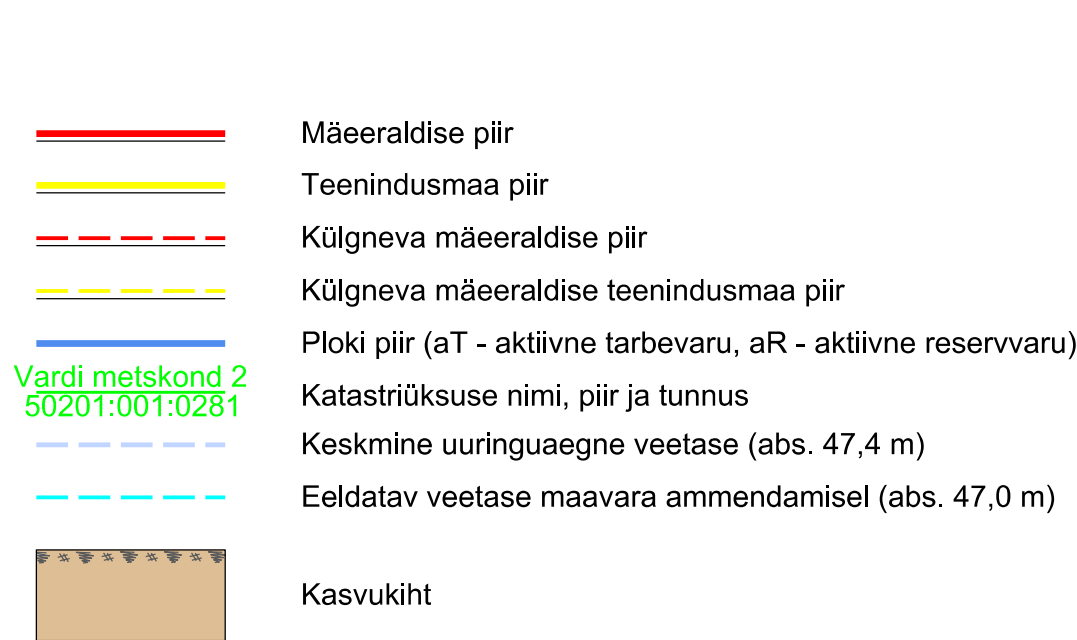 Mäeeraldise piir
Teenindusmaa piir
Külgneva mäeeraldise piir
Külgneva mäeeraldise teenindusmaa piir
Ploki piir (aT - aktiivne tarbevaru, aR - aktiivne reservvaru)
Vardi metskond 2
50201:001:0281
Katastriüksuse nimi, piir ja tunnus
Keskmine uuringuaegne veetase (abs. 47,4 m)
Eeldatav veetase maavara ammendamisel (abs. 47,0 m)
Kasvukiht